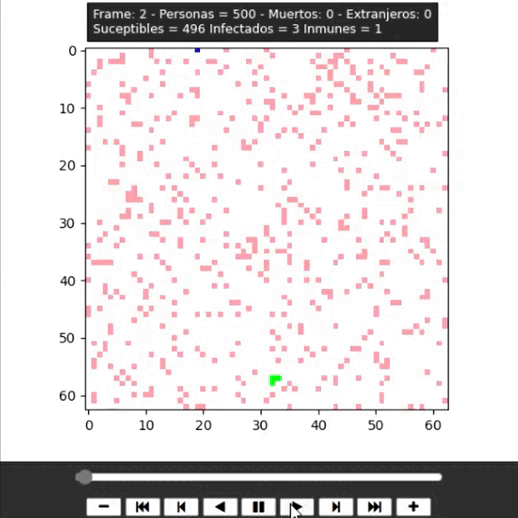 Frame: 2 - Personas = 500 - Muertos: 0 - Extranjeros: 0
Suceptibles = 496 Infectados = 3 Inmunes = 1
0
10
20
30
40
50
60
0 10 20 30 40 50 60